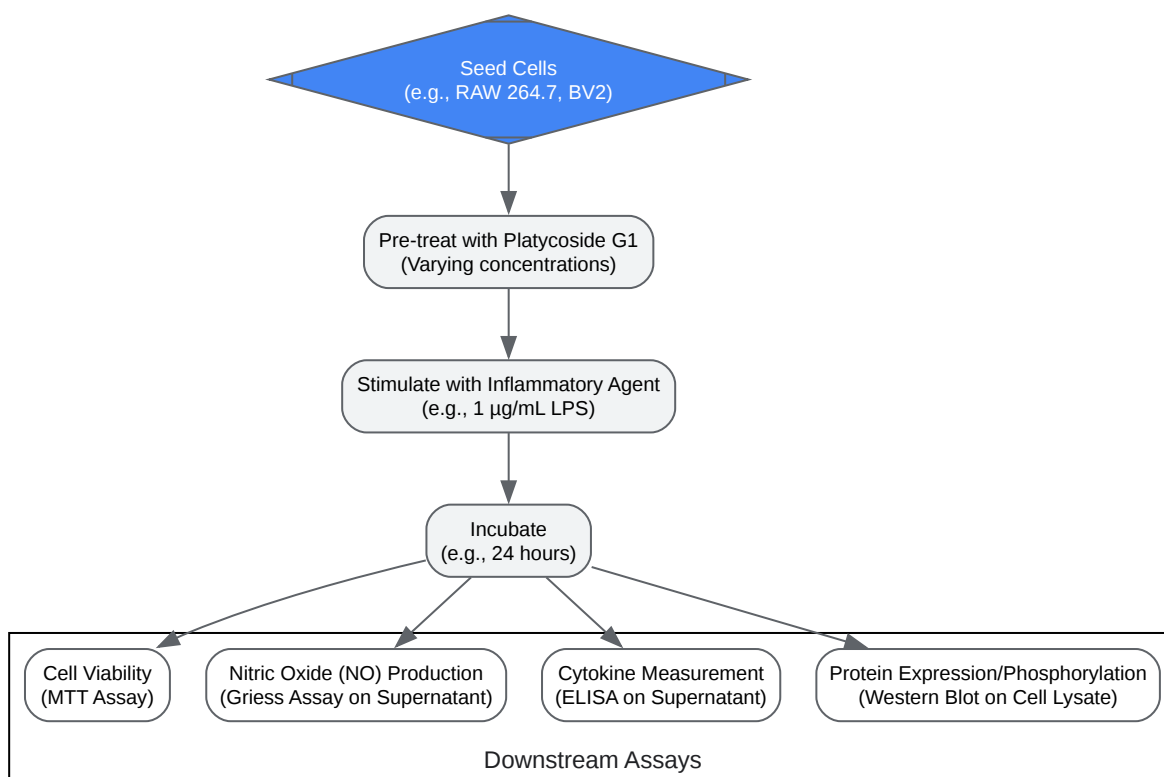 Seed Cells
(e.g., RAW 264.7, BV2)
Pre-treat with Platycoside G1
(Varying concentrations)
Stimulate with Inflammatory Agent
(e.g., 1 µg/mL LPS)
Incubate
(e.g., 24 hours)
Cell Viability
(MTT Assay)
Nitric Oxide (NO) Production
(Griess Assay on Supernatant)
Cytokine Measurement
(ELISA on Supernatant)
Protein Expression/Phosphorylation
(Western Blot on Cell Lysate)
Downstream Assays